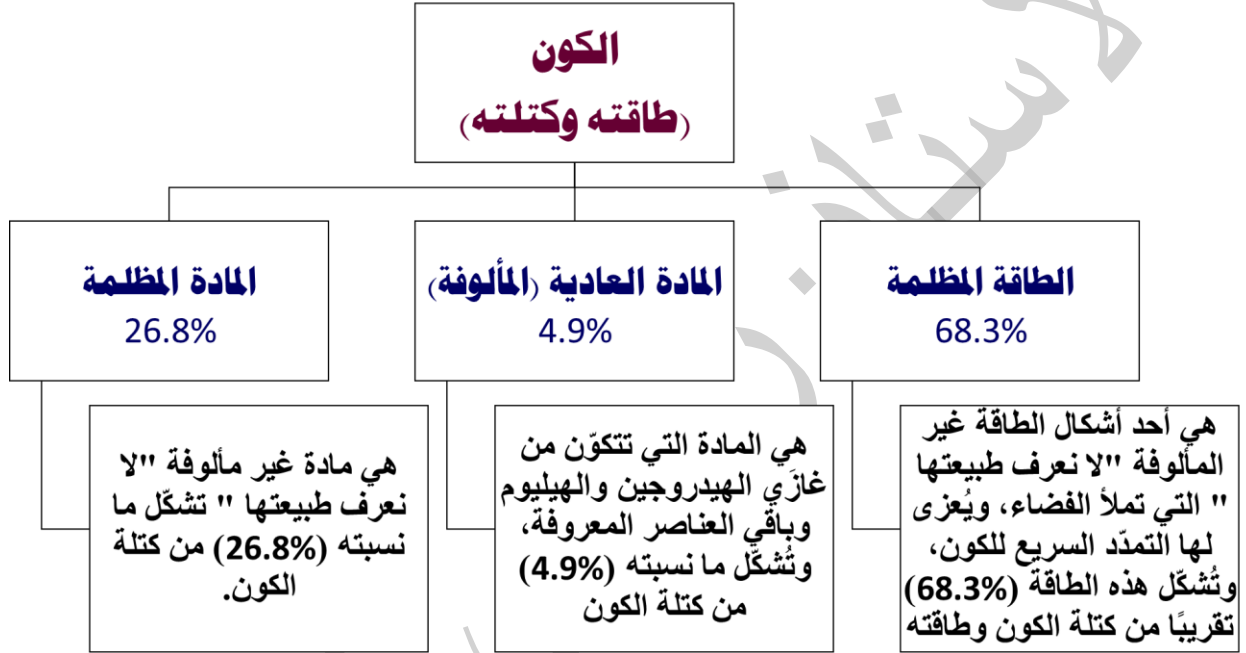 الكون
(طاقته وكتلته)
الطاقة المظلمة
68.3%
المادة العادية (المألوفة)
4.9%
المادة المظلمة
26.8%
هي أحد أشكال الطاقة غير
المألوفة "لا نعرف طبيعتها
" التي تملأ الفضاء، ويُعزى
لها التمدّد السريع للكون،
وتُشكّل هذه الطاقة (68.3%)
تقريبًا من كتلة الكون وطاقته
هي المادة التي تتكوّن من
غازَي الهيدروجين والهيليوم
وباقي العناصر المعروفة،
وتُشكّل ما نسبته (4.9%)
من كتلة الكون
هي مادة غير مألوفة "لا
نعرف طبيعتها " تشكّل ما
نسبته (26.8%) من كتلة
الكون.